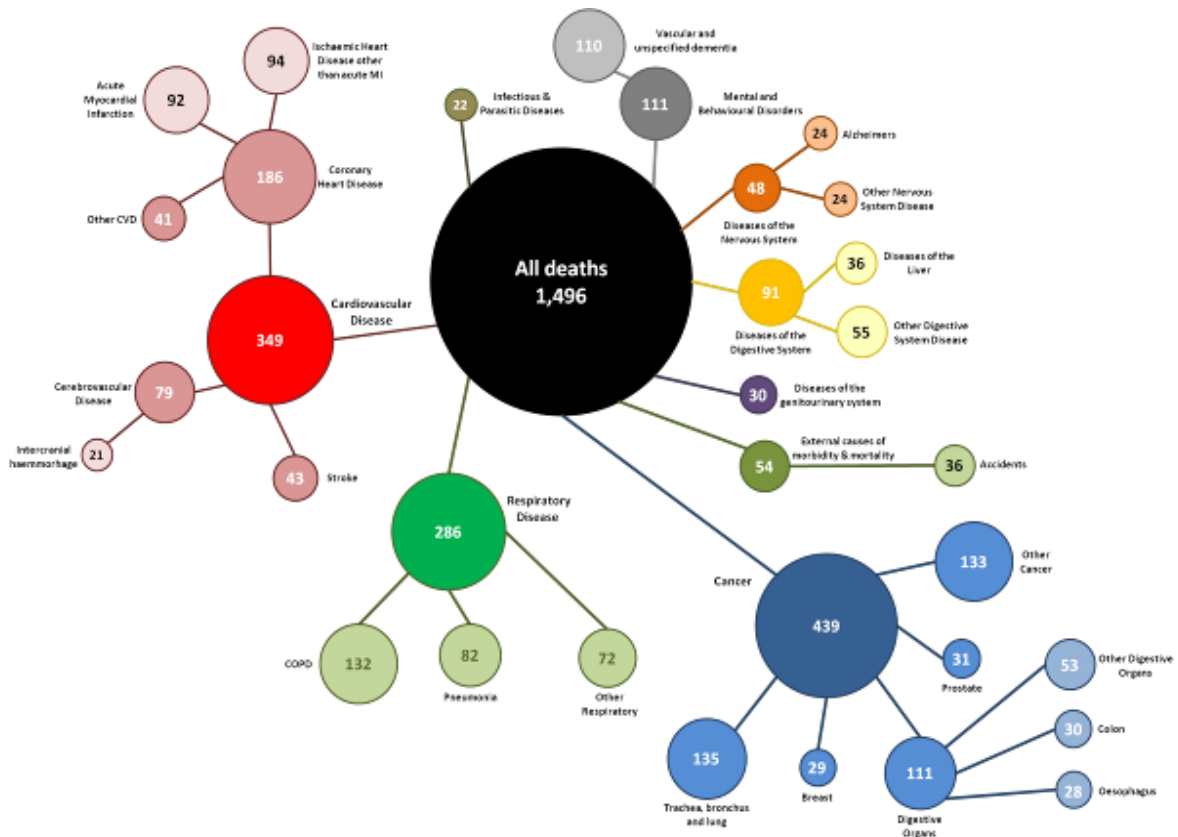 94
Ischaemic Heart
Disease other
than acute MI
Acute
Myocardial
Infarction
92
186
Coronary
Heart Disease
Other CVD
41
349
Cardiovascular
Disease
Cerebrovascular
Disease
79
Intercranial
haemmorhage
21
43
Stroke
22
Infectious &
Parasitic Diseases
110
Vascular and
unspecified dementia
111
Mental and
Behavioural Disorders
24
Alzheimers
48
24
Other Nervous
System Disease
Diseases of the
Nervous System
All deaths
1,496
36
Diseases of the
Liver
91
55
Other Digestive
System Disease
Diseases of the
Digestive System
30
Diseases of the
genitourinary system
External causes of
morbidity & mortality
54
36
Accidents
286
Respiratory
Disease
COPD
132
82
Pneumonia
72
Other
Respiratory
Cancer
439
133
Other
Cancer
31
Prostate
135
Trachea, bronchus
and lung
29
Breast
111
Digestive
Organs
53
Other Digestive
Organs
30
Colon
28
Oesophagus